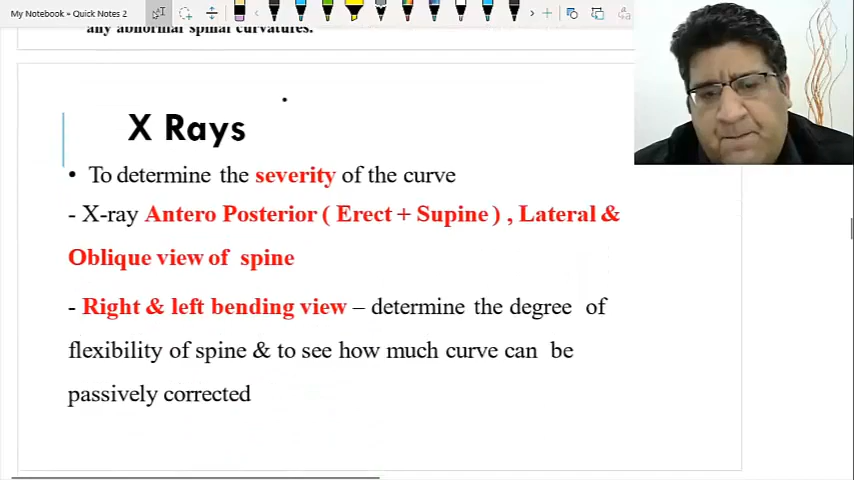 My Notebook » Quick Notes 2
any abnormal spinal curvatures.
X Rays
• To determine the severity of the curve
- X-ray Antero Posterior ( Erect + Supine ) , Lateral &
Oblique view of spine
- Right & left bending view – determine the degree of
flexibility of spine & to see how much curve can be
passively corrected